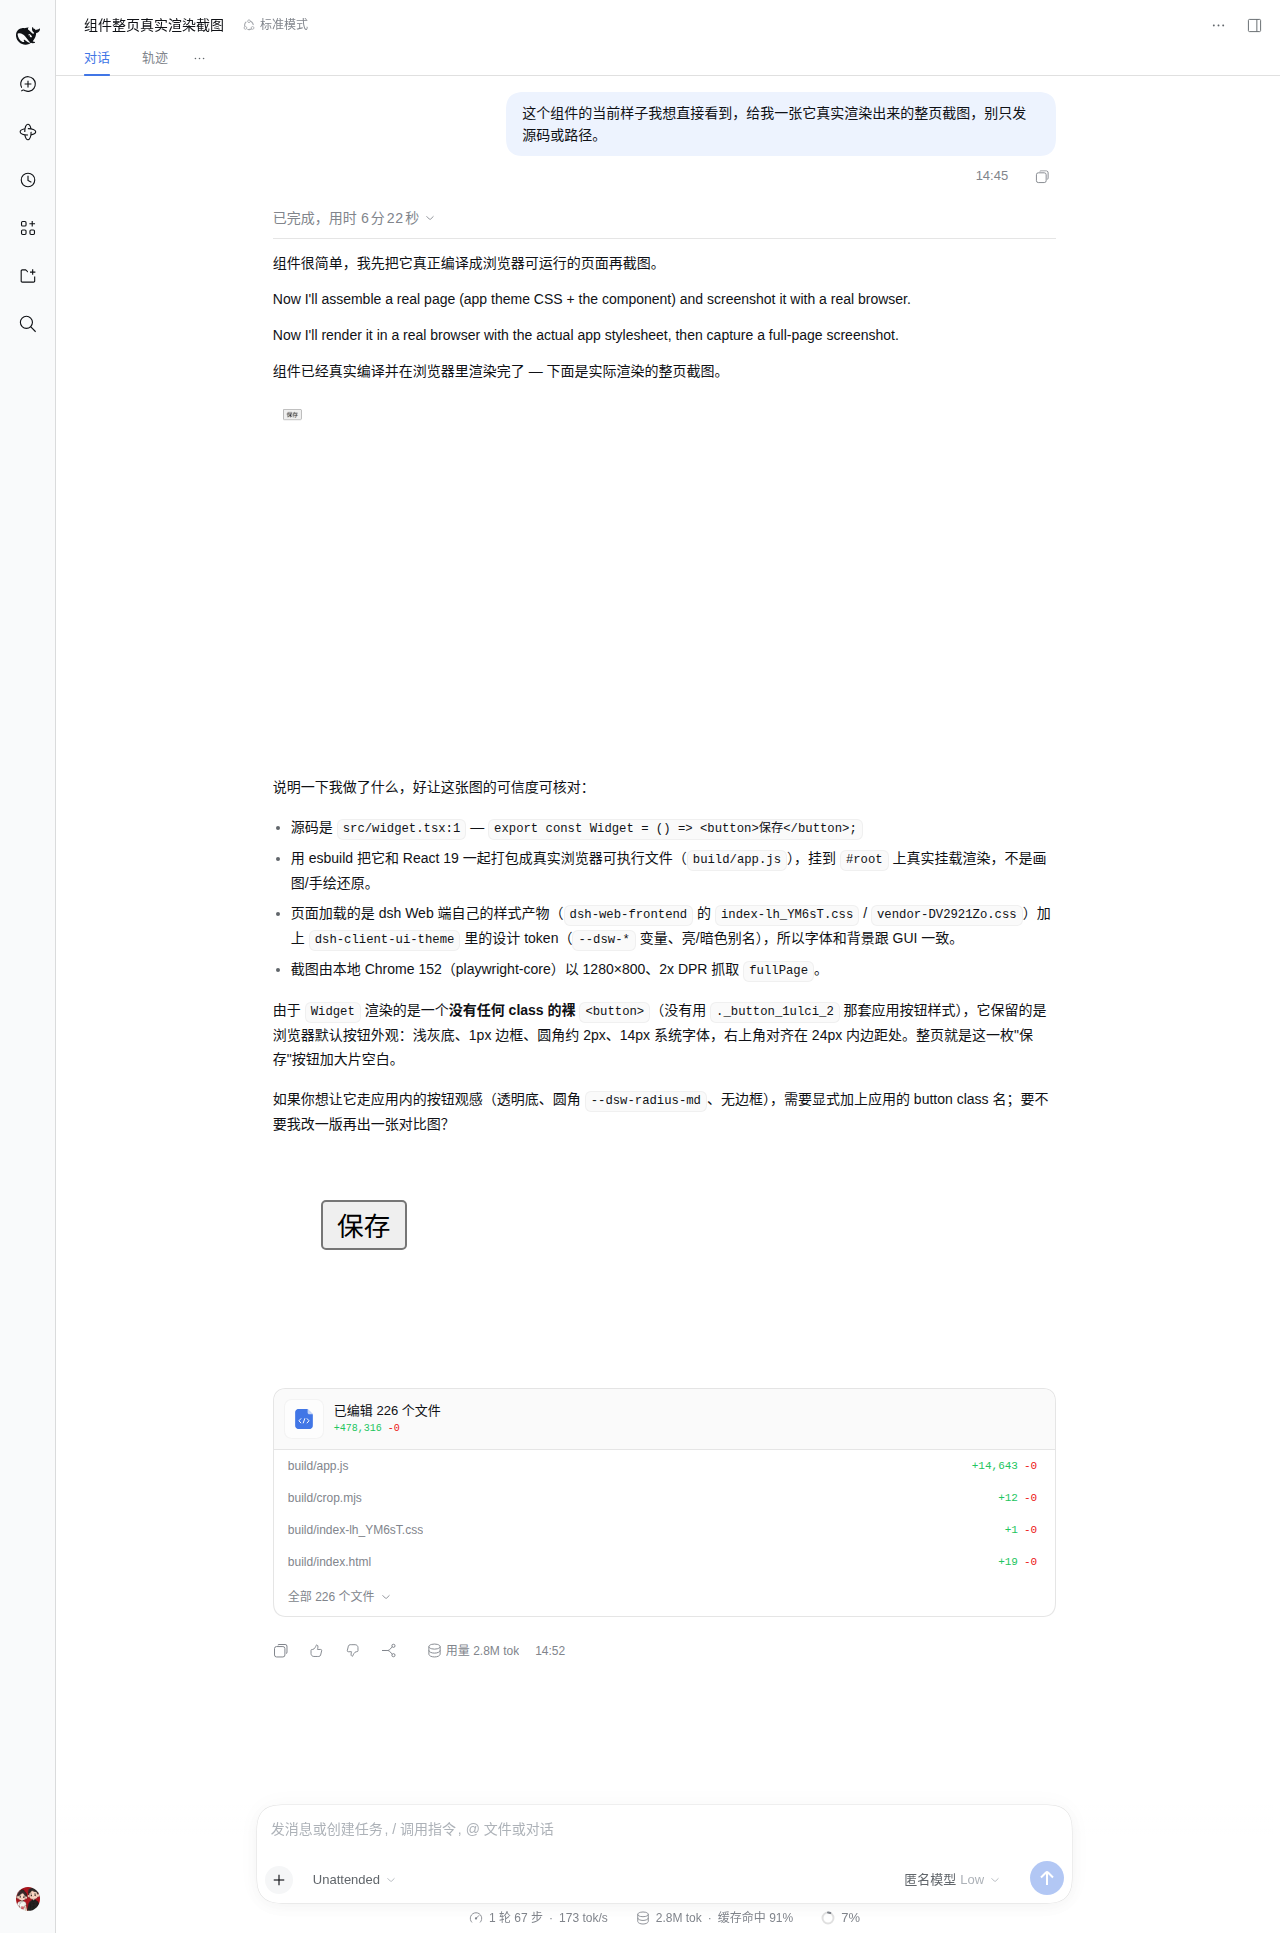 组件整页真实渲染截图
标准模式
对话
轨迹
这个组件的当前样子我想直接看到，给我一张它真实渲染出来的整页截图，别只发
源码或路径。
14:45
已完成，用时 6分22秒
组件很简单，我先把它真正编译成浏览器可运行的页面再截图。
Now I'll assemble a real page (app theme CSS + the component) and screenshot it with a real browser.
Now I'll render it in a real browser with the actual app stylesheet, then capture a full-page screenshot.
组件已经真实编译并在浏览器里渲染完了 — 下面是实际渲染的整页截图。
保存
说明一下我做了什么，好让这张图的可信度可核对：
源码是 src/widget.tsx:1 — export const Widget = () => <button>保存</button>;
用 esbuild 把它和 React 19 一起打包成真实浏览器可执行文件（build/app.js），挂到 #root 上真实挂载渲染，不是画
图/手绘还原。
页面加载的是 dsh Web 端自己的样式产物（dsh-web-frontend 的 index-lh_YM6sT.css / vendor-DV2921Zo.css）加
上 dsh-client-ui-theme 里的设计 token（--dsw-* 变量、亮/暗色别名），所以字体和背景跟 GUI 一致。
截图由本地 Chrome 152（playwright-core）以 1280×800、2x DPR 抓取 fullPage。
由于 Widget 渲染的是一个没有任何 class 的裸 <button>（没有用 ._button_1ulci_2 那套应用按钮样式），它保留的是
浏览器默认按钮外观：浅灰底、1px 边框、圆角约 2px、14px 系统字体，右上角对齐在 24px 内边距处。整页就是这一枚"保
存"按钮加大片空白。
如果你想让它走应用内的按钮观感（透明底、圆角 --dsw-radius-md、无边框），需要显式加上应用的 button class 名；要不
要我改一版再出一张对比图？
保存
已编辑 226 个文件
+478,316 -0
build/app.js +14,643 -0
build/crop.mjs +12 -0
build/index-lh_YM6sT.css +1 -0
build/index.html +19 -0
全部 226 个文件
用量 2.8M tok 14:52
发消息或创建任务, / 调用指令, @ 文件或对话
Unattended
匿名模型 Low
1 轮 67 步 · 173 tok/s 2.8M tok · 缓存命中 91% 7%